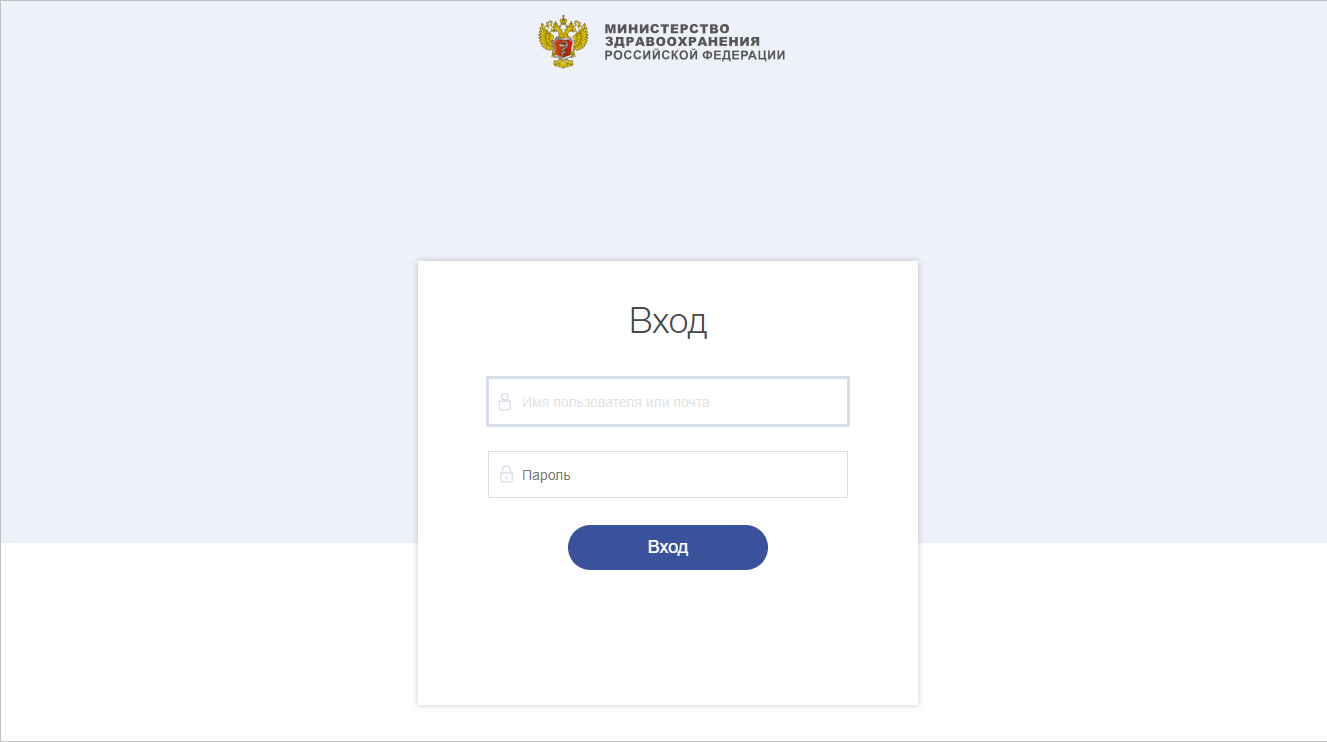 МИНИСТЕРСТВО
ЗДРАВООХРАНЕНИЯ
РОССИЙСКОЙ ФЕДЕРАЦИИ
Вход
Имя пользователя или почта
Пароль
Вход